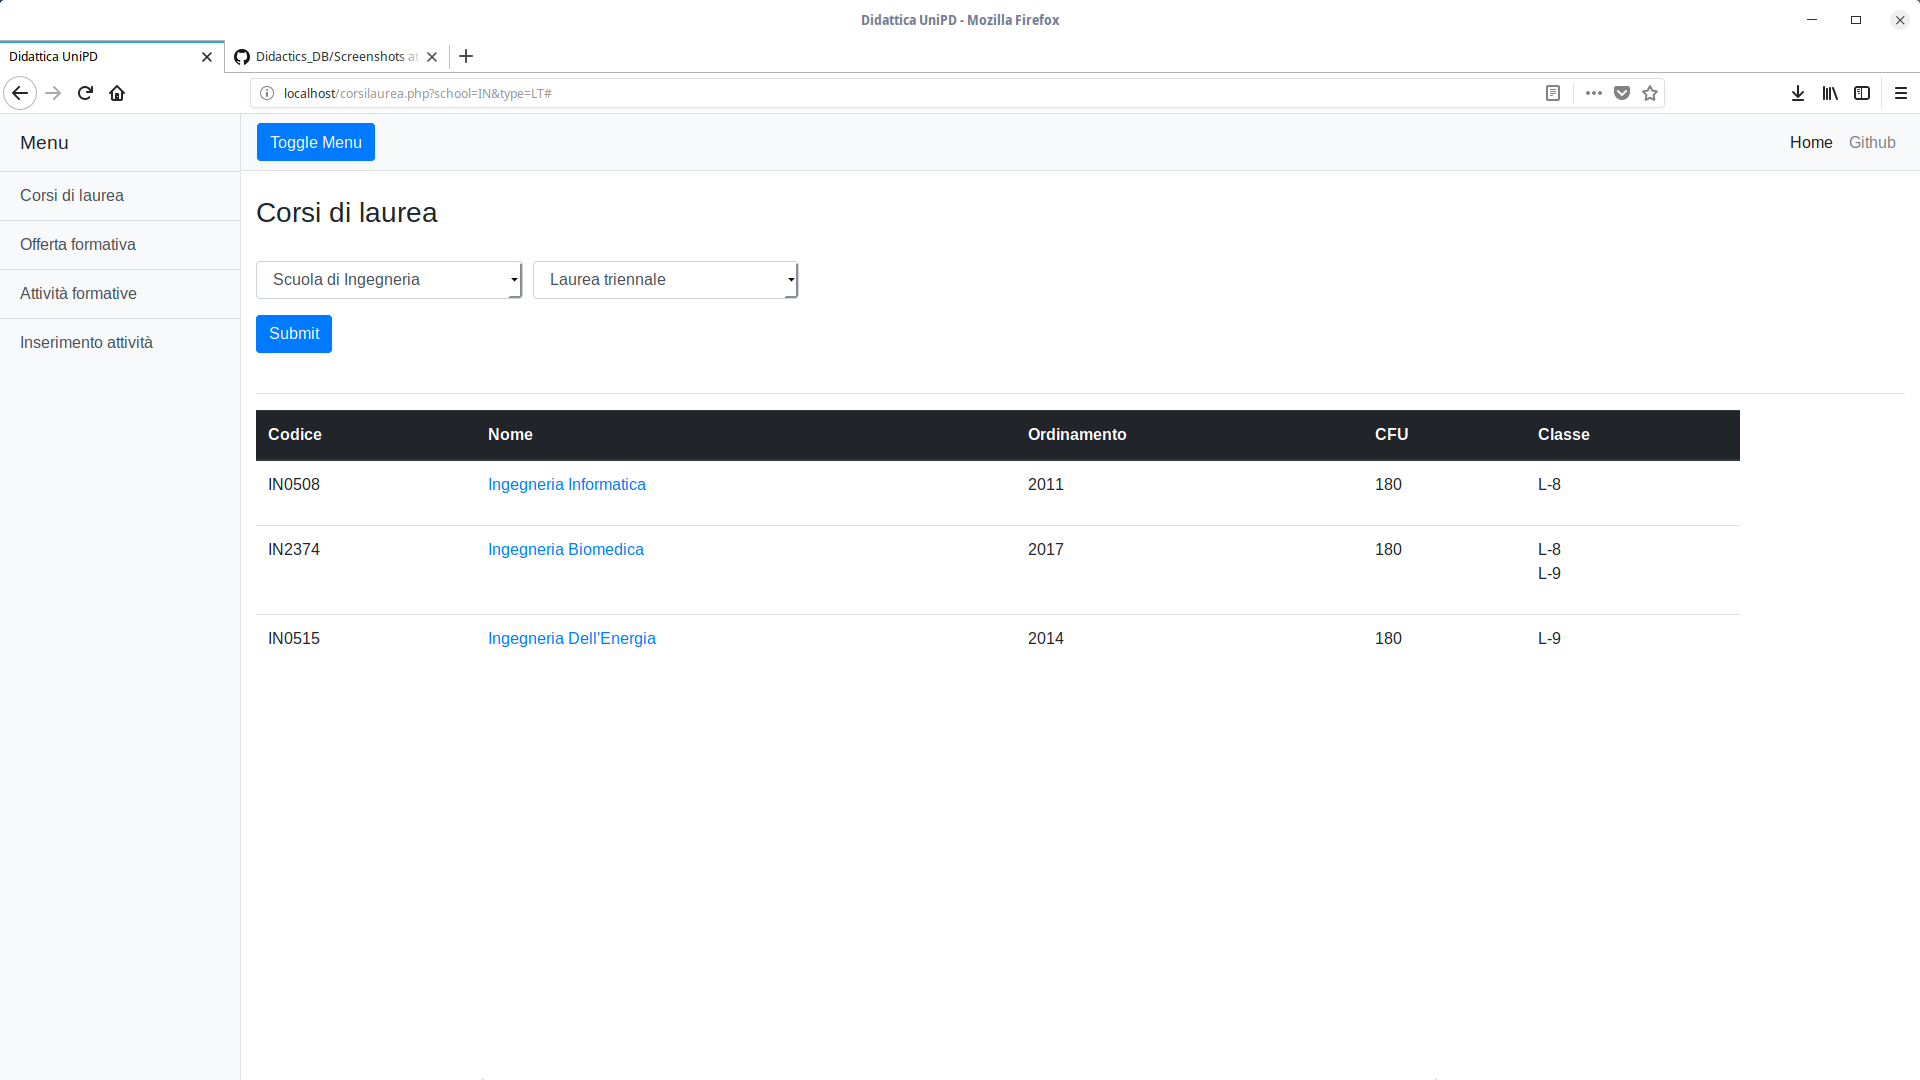 Didattica UniPD - Mozilla Firefox
Didattica UniPD
Didactics_DB/Screenshots at
localhost/corsilaurea.php?school=IN&type=LT#
Menu
Toggle Menu
Home
Github
Corsi di laurea
Offerta formativa
Attività formative
Inserimento attività
Corsi di laurea
Scuola di Ingegneria
Laurea triennale
Submit
Codice Nome Ordinamento CFU Classe
IN0508 Ingegneria Informatica 2011 180 L-8
IN2374 Ingegneria Biomedica 2017 180 L-8
L-9
IN0515 Ingegneria Dell'Energia 2014 180 L-9